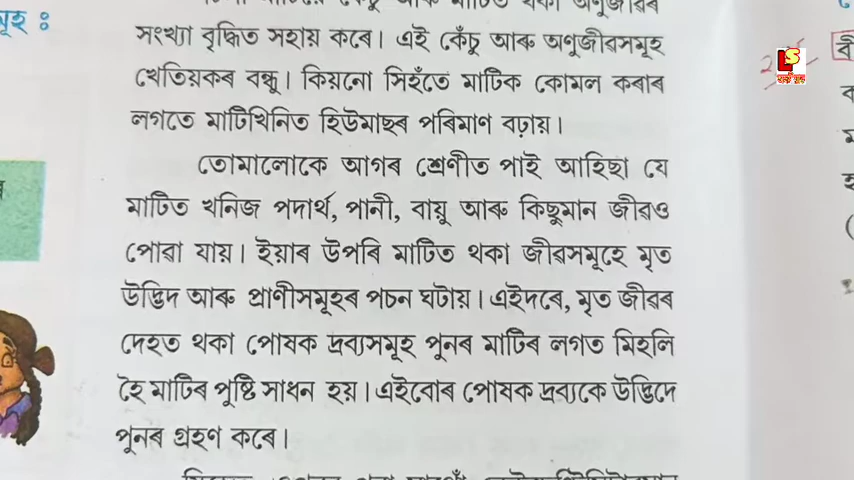 সংখ্যা বৃদ্ধিত সহায় কৰে। এই কেঁচু আৰু অণুজীৱসমূহ
খেতিয়কৰ বন্ধু। কিয়নো সিহঁতে মাটিক কোমল কৰাৰ
লগতে মাটিখিনিত হিউমাছৰ পৰিমাণ বঢ়ায়।
তোমালোকে আগৰ শ্ৰেণীত পাই আহিছা যে
মাটিত খনিজ পদাৰ্থ, পানী, বায়ু আৰু কিছুমান জীৱও
পোৱা যায়। ইয়াৰ উপৰি মাটিত থকা জীৱসমূহে মৃত
উদ্ভিদ আৰু প্ৰাণীসমূহৰ পচন ঘটায়। এইদৰে, মৃত জীৱৰ
দেহত থকা পোষক দ্ৰব্যসমূহ পুনৰ মাটিৰ লগত মিহলি
হৈ মাটিৰ পুষ্টি সাধন হয়। এইবোৰ পোষক দ্ৰব্যকে উদ্ভিদে
পুনৰ গ্ৰহণ কৰে।
LS